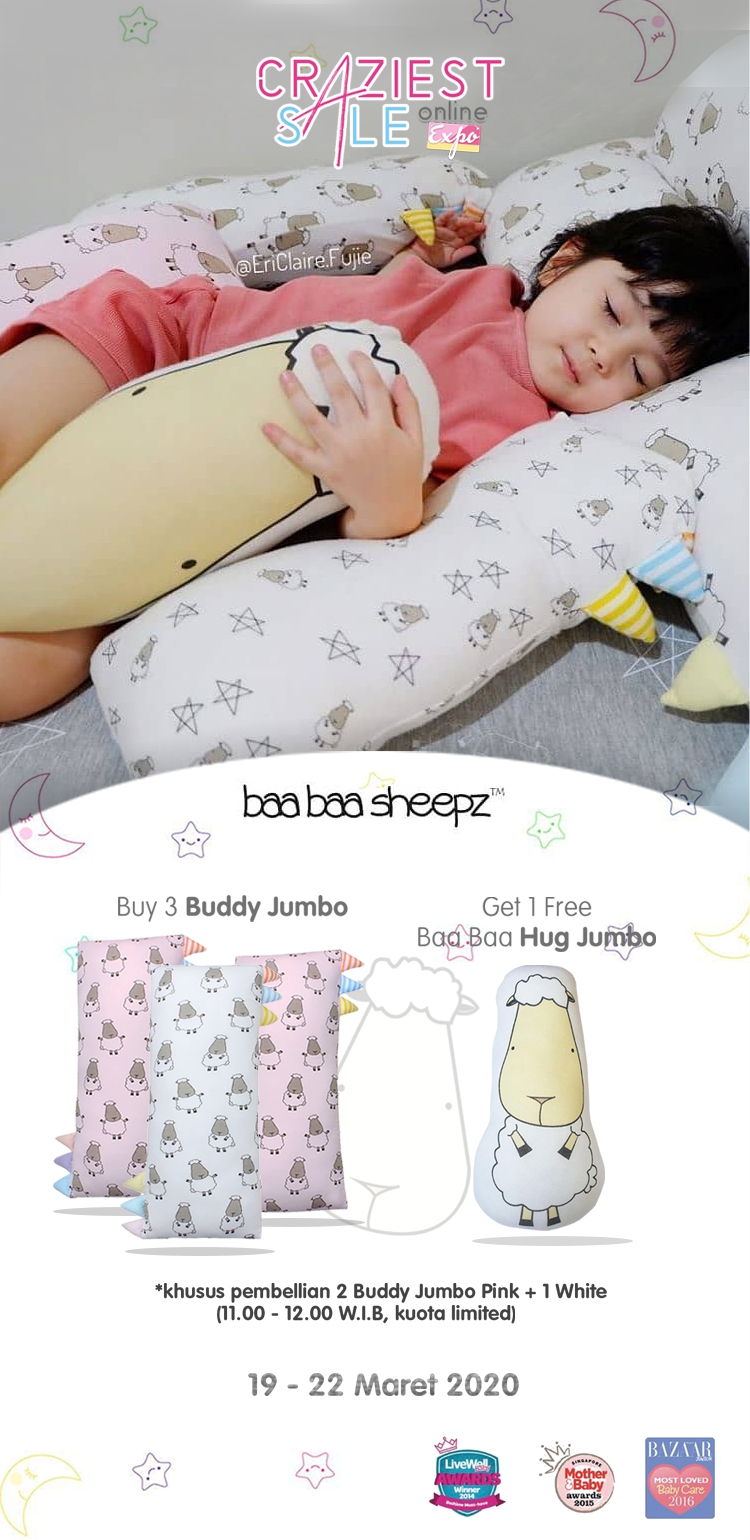 CRAZIEST
SALE online
Expo
@EriClaire.Fujie
baa baa sheepz™
Buy 3 Buddy Jumbo
Get 1 Free
Baa Baa Hug Jumbo
*khusus pembellian 2 Buddy Jumbo Pink + 1 White
(11.00 - 12.00 W.I.B, kuota limited)
19 - 22 Maret 2020
LiveWell
AWARDS
Winner
2014
SINGAPORE
Mother
&Baby
awards
2015
BAZAAR
JUNIOR
MOST LOVED
Baby Care
2016